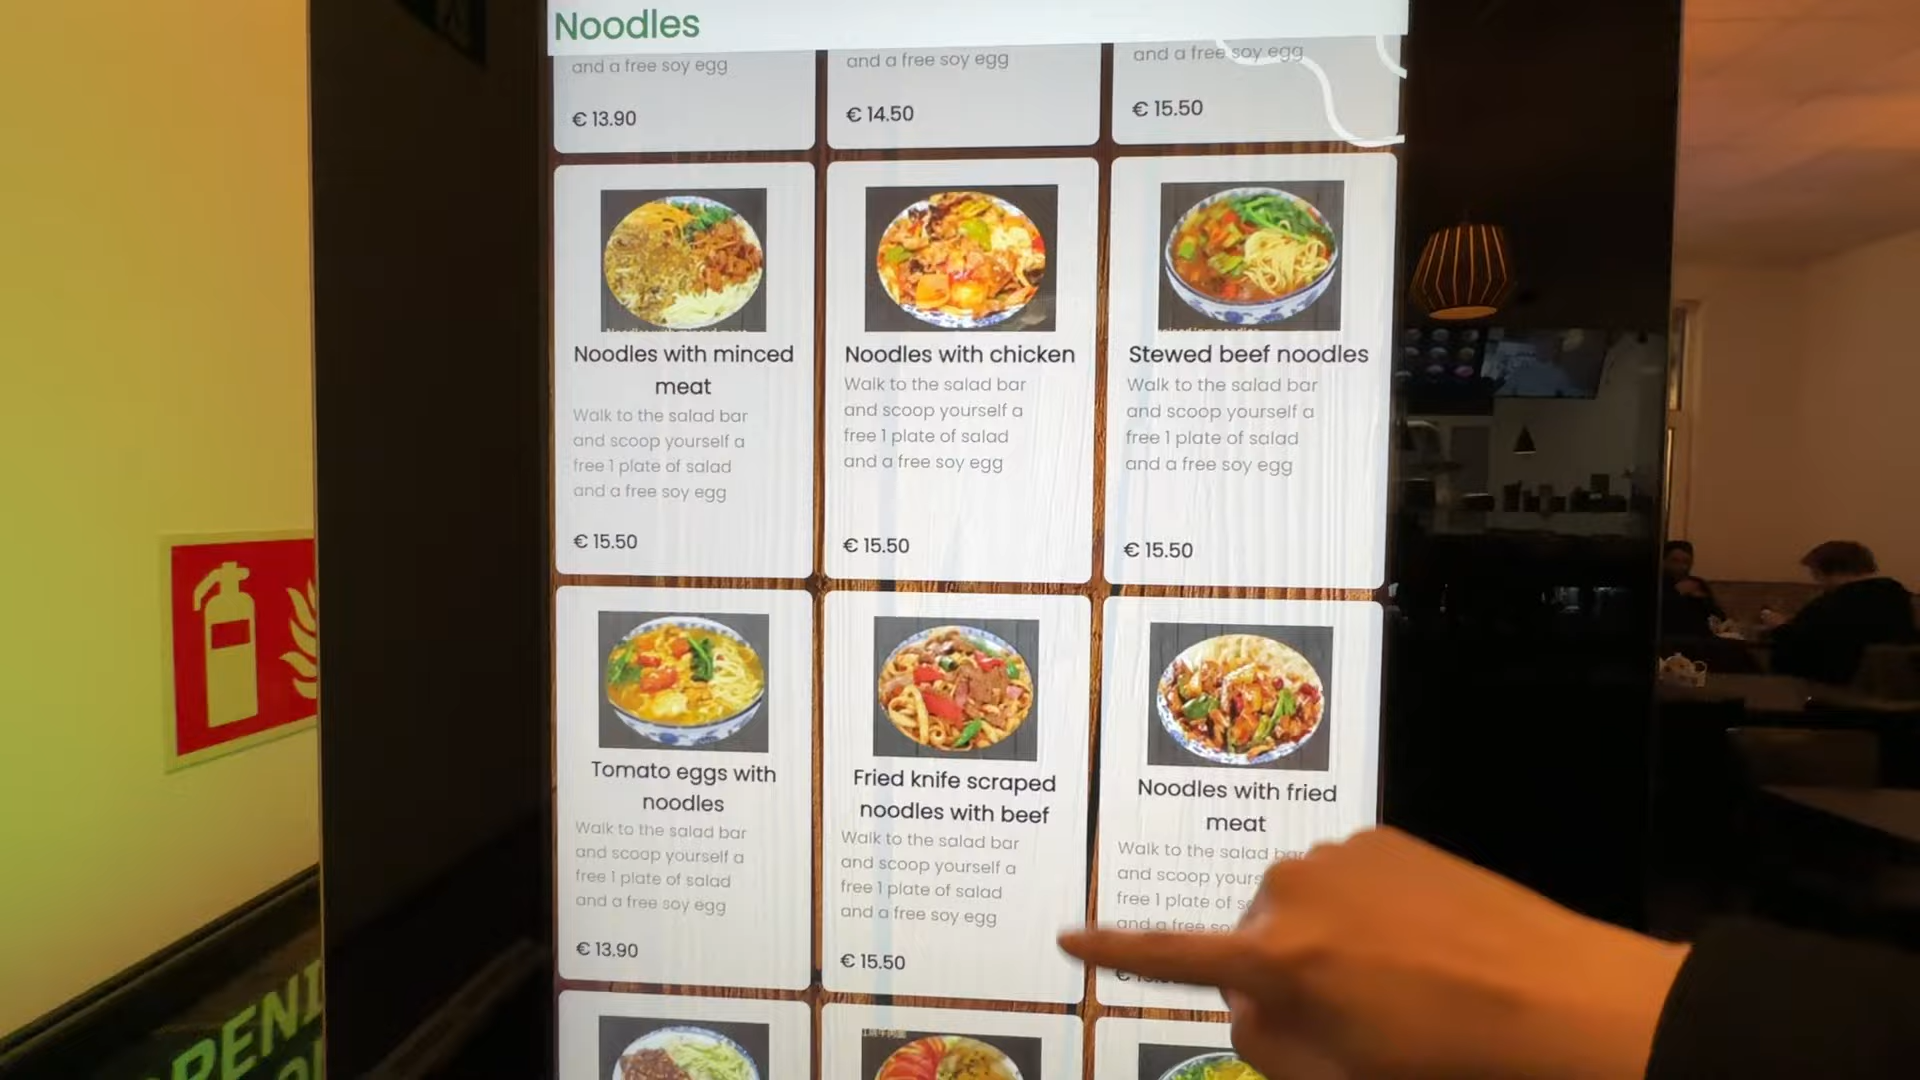 Noodles
and a free soy egg
€ 13.90
and a free soy egg
€ 14.50
and a free soy egg
€ 15.50
Noodles with minced
meat
Walk to the salad bar
and scoop yourself a
free 1 plate of salad
and a free soy egg
€ 15.50
Noodles with chicken
Walk to the salad bar
and scoop yourself a
free 1 plate of salad
and a free soy egg
€ 15.50
Stewed beef noodles
Walk to the salad bar
and scoop yourself a
free 1 plate of salad
and a free soy egg
€ 15.50
Tomato eggs with
noodles
Walk to the salad bar
and scoop yourself a
free 1 plate of salad
and a free soy egg
€ 13.90
Fried knife scraped
noodles with beef
Walk to the salad bar
and scoop yourself a
free 1 plate of salad
and a free soy egg
€ 15.50
Noodles with fried
meat
Walk to the salad bar
and scoop yours
free 1 plate of s
and a free so
PENI